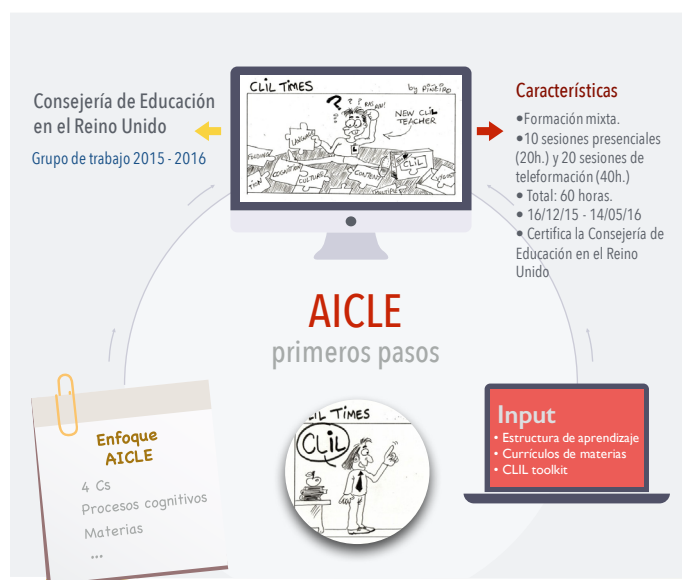 Consejería de Educación
en el Reino Unido
Grupo de trabajo 2015 - 2016
CLIL TIMES
by PIÑEIRO
NEW CLIL
TEACHER
COGNITION
CULTURE
CONTENT
CLIL
Características
•Formación mixta.
•10 sesiones presenciales
(20h.) y 20 sesiones de
teleformación (40h.)
• Total: 60 horas.
• 16/12/15 - 14/05/16
• Certifica la Consejería de
Educación en el Reino
Unido
AICLE
primeros pasos
Enfoque
AICLE
4 Cs
Procesos cognitivos
Materias
...
CLIL TIMES
CLIL
Input
• Estructura de aprendizaje
• Currículos de materias
• CLIL toolkit